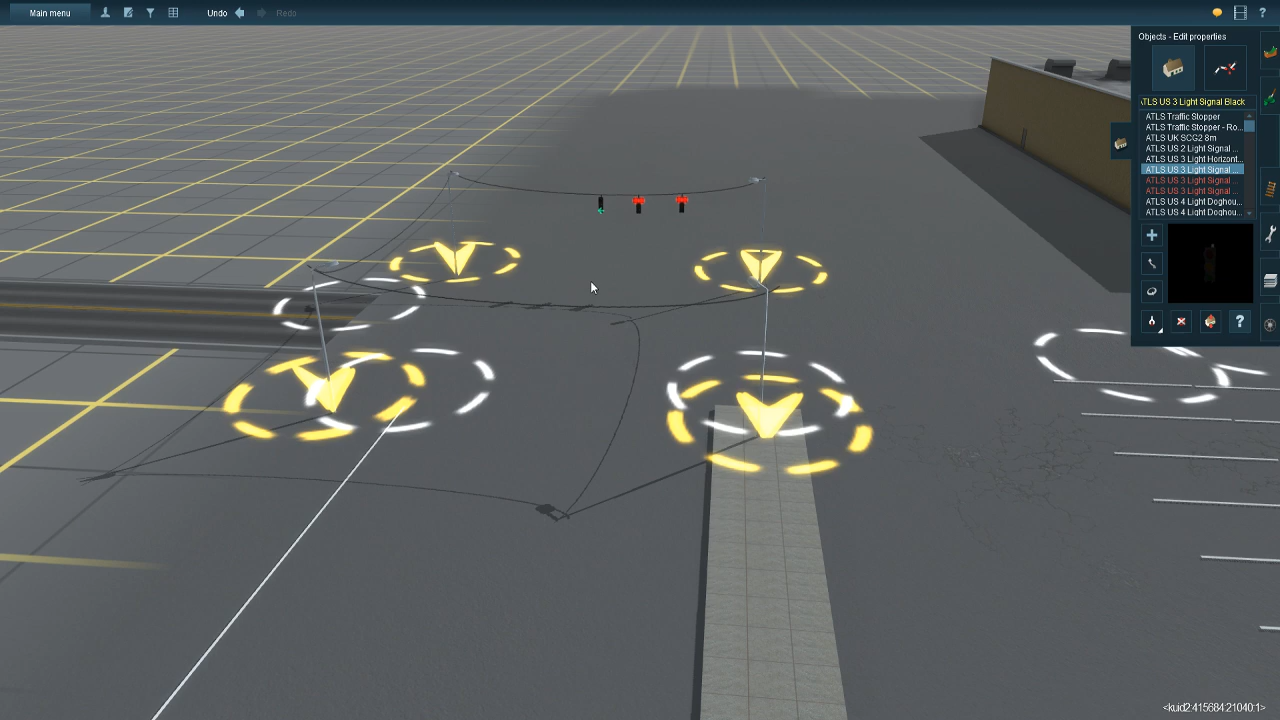 Main menu
Undo
Redo
?
Objects - Edit properties
ATLS US 3 Light Signal Black
ATLS Traffic Stopper
ATLS Traffic Stopper - Ro...
ATLS UK SCG2 8m
ATLS US 2 Light Signal ...
ATLS US 3 Light Horizont...
ATLS US 3 Light Signal ...
ATLS US 3 Light Signal ...
ATLS US 3 Light Signal ...
ATLS US 4 Light Doghou...
ATLS US 4 Light Doghou...
?
<kuid2:415684:21040:1>